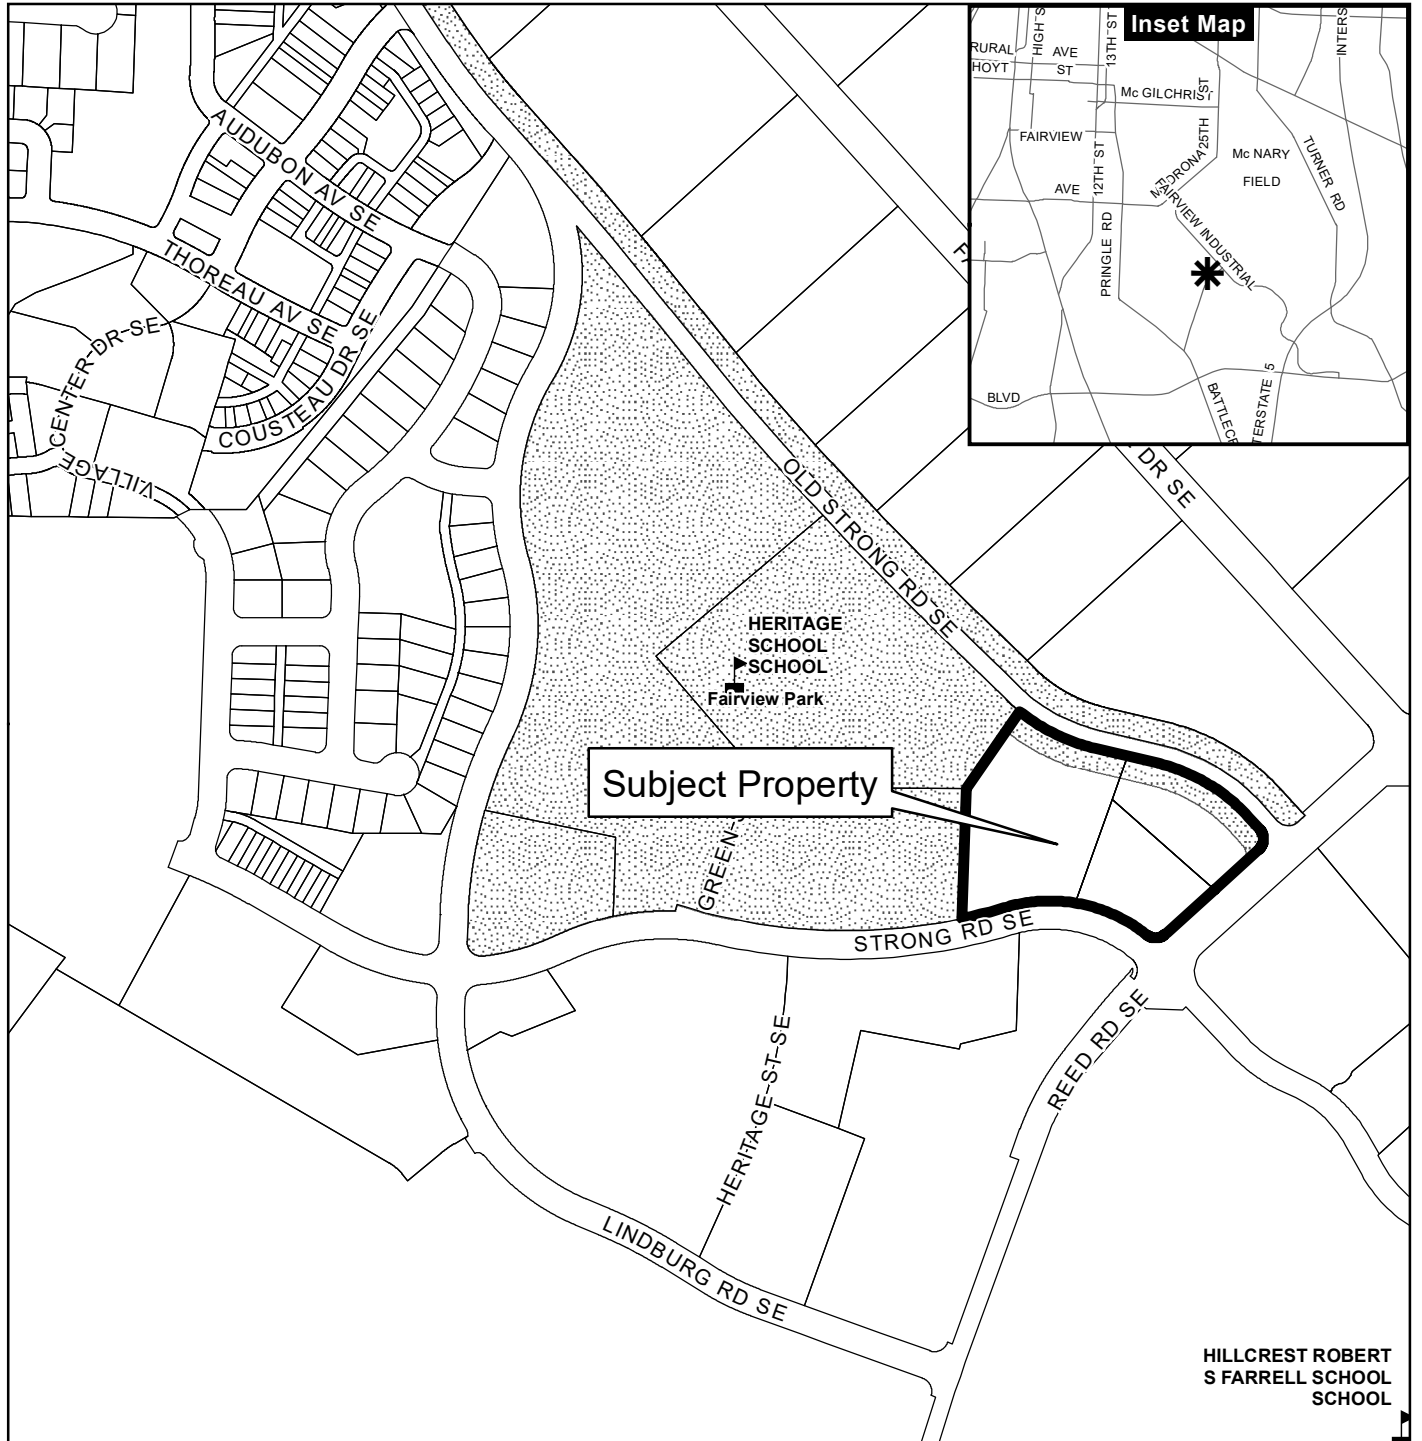 Inset Map
RURAL AVE
HOYT ST
HIGH S
13TH ST
INTERS
Mc GILCHRIST
25TH ST
FAIRVIEW
12TH ST
Mc NARY
FIELD
TURNER RD
AVE
FAIRVIEW INDUSTRIAL
PRINGLE RD
BLVD
BATTLECR
TERSTATE 5
AUDUBON AV SE
THOREAU AV SE
CENTER DR SE
COUSTEAU DR SE
VILLAGE
DR SE
OLD STRONG RD SE
HERITAGE
SCHOOL
SCHOOL
Fairview Park
Subject Property
GREEN
STRONG RD SE
REED RD SE
HERITAGE ST SE
LINDBURG RD SE
HILLCREST ROBERT
S FARRELL SCHOOL
SCHOOL